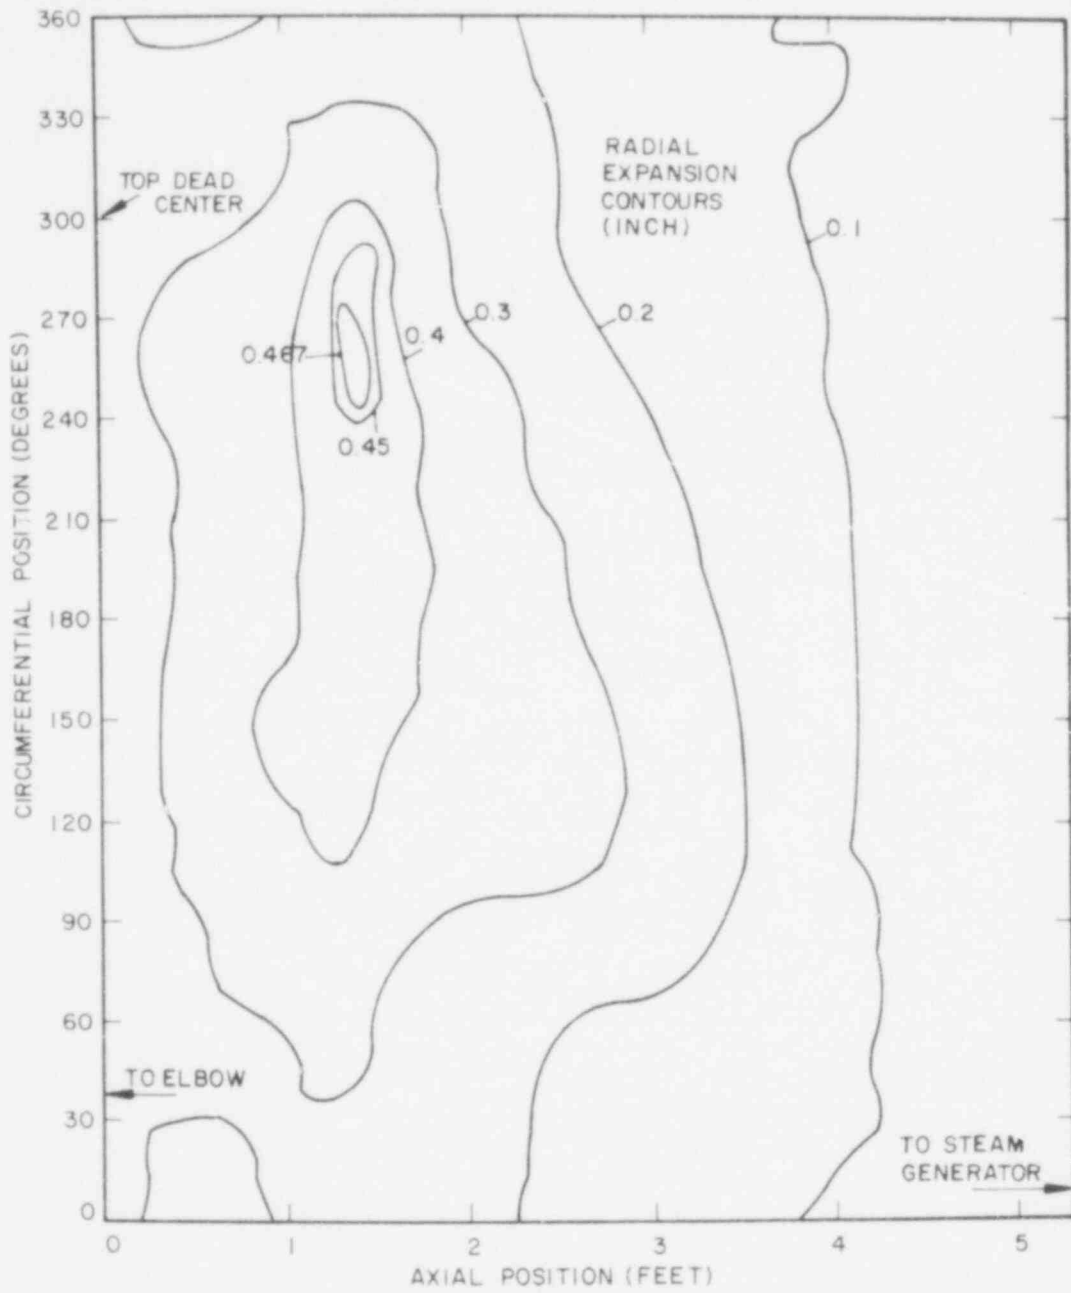 360
330
300
270
240
210
180
150
120
90
60
30
0
CIRCUMFERENTIAL POSITION (DEGREES)
TOP DEAD
CENTER
RADIAL
EXPANSION
CONTOURS
(INCH)
0.1
0.2
0.3
0.4
0.467
0.45
TO ELBOW
TO STEAM
GENERATOR
0
1
2
3
4
5
AXIAL POSITION (FEET)